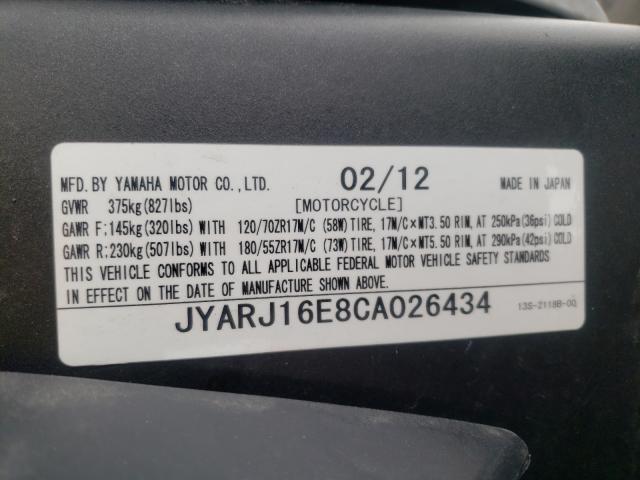 MFD. BY YAMAHA MOTOR CO.,LTD. 02/12 MADE IN JAPAN
GVWR 375kg(827lbs) [MOTORCYCLE]
GAWR F:145kg(320lbs) WITH 120/70ZR17M/C (58W) TIRE, 17M/C×MT3.50 RIM, AT 250kPa(36psi) COLD
GAWR R:230kg(507lbs) WITH 180/55ZR17M/C (73W) TIRE, 17M/C×MT5.50 RIM, AT 290kPa(42psi) COLD
THIS VEHICLE CONFORMS TO ALL APPLICABLE FEDERAL MOTOR VEHICLE SAFETY STANDARDS
IN EFFECT ON THE DATE OF MANUFACTURE SHOWN ABOVE.
JYARJ16E8CA026434 13S-2118B-00